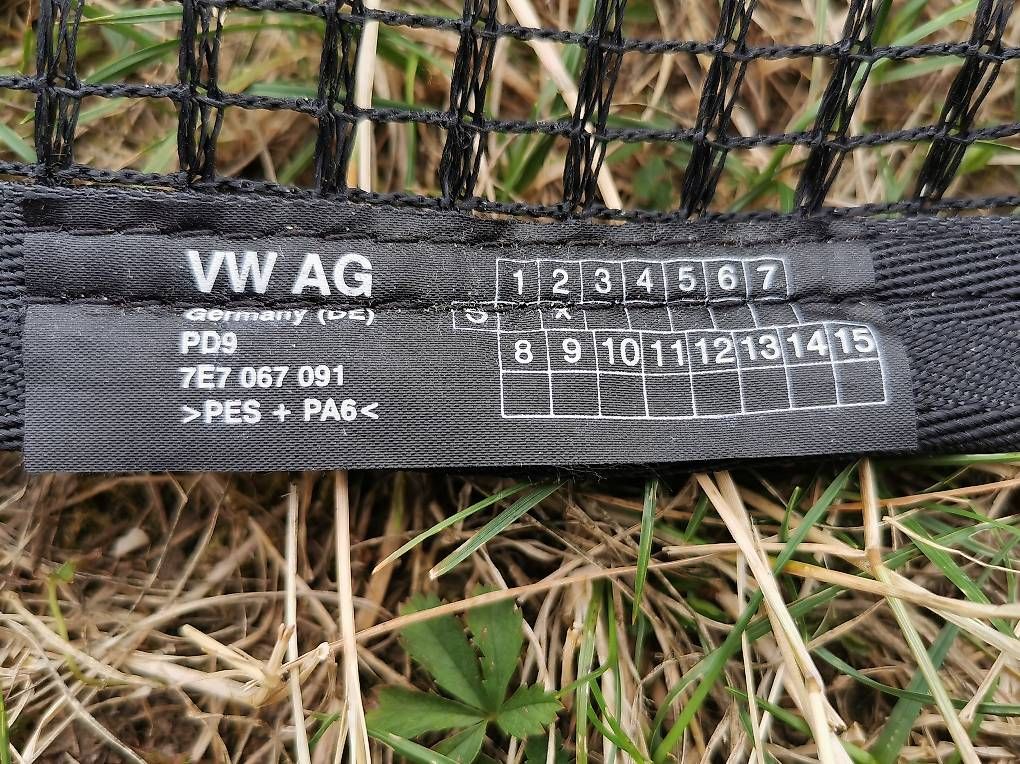 VW AG
Germany (DE)
PD9
7E7 067 091
>PES + PA6<
1 2 3 4 5 6 7
8 9 10 11 12 13 14 15